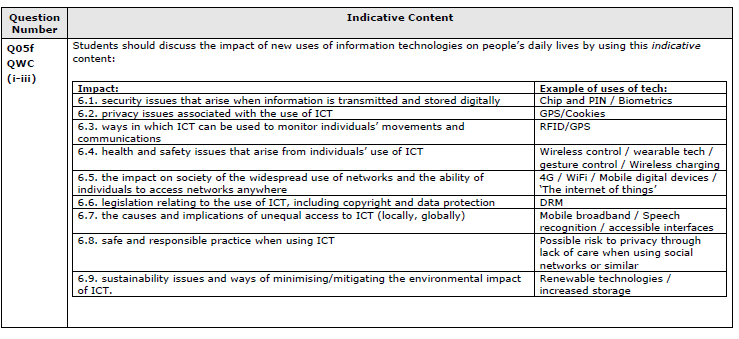 Question
Number
Indicative Content
Q05f
QWC
(i-iii)
Students should discuss the impact of new uses of information technologies on people's daily lives by using this indicative
content:
Impact:
Example of uses of tech:
6.1. security issues that arise when information is transmitted and stored digitally
Chip and PIN / Biometrics
6.2. privacy issues associated with the use of ICT
GPS/Cookies
6.3. ways in which ICT can be used to monitor individuals' movements and
communications
RFID/GPS
6.4. health and safety issues that arise from individuals' use of ICT
Wireless control / wearable tech /
gesture control / Wireless charging
6.5. the impact on society of the widespread use of networks and the ability of
individuals to access networks anywhere
4G / WiFi / Mobile digital devices /
'The internet of things'
6.6. legislation relating to the use of ICT, including copyright and data protection
DRM
6.7. the causes and implications of unequal access to ICT (locally, globally)
Mobile broadband / Speech
recognition / accessible interfaces
6.8. safe and responsible practice when using ICT
Possible risk to privacy through
lack of care when using social
networks or similar
6.9. sustainability issues and ways of minimising/mitigating the environmental impact
of ICT.
Renewable technologies /
increased storage